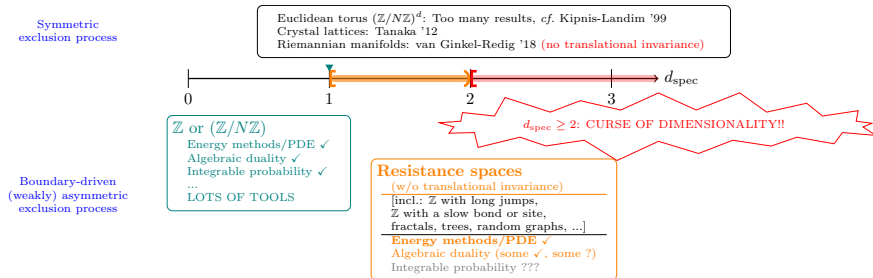 Symmetric
exclusion process
Euclidean torus (ℤ/Nℤ)^d: Too many results, cf. Kipnis-Landim '99
Crystal lattices: Tanaka '12
Riemannian manifolds: van Ginkel-Redig '18 (no translational invariance)
d_spec
0 1 2 3
d_spec ≥ 2: CURSE OF DIMENSIONALITY!!
Boundary-driven
(weakly) asymmetric
exclusion process
ℤ or (ℤ/Nℤ)
Energy methods/PDE ✓
Algebraic duality ✓
Integrable probability ✓
...
LOTS OF TOOLS
Resistance spaces
(w/o translational invariance)
[incl.: ℤ with long jumps,
ℤ with a slow bond or site,
fractals, trees, random graphs, ...]
Energy methods/PDE ✓
Algebraic duality (some ✓, some ?)
Integrable probability ???